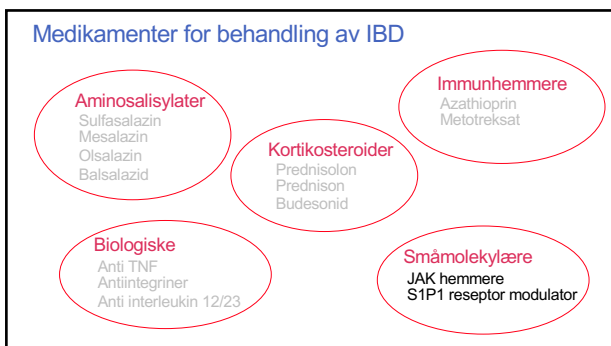 Medikamenter for behandling av IBD
Aminosalisylater
Sulfasalazin
Mesalazin
Olsalazin
Balsalazid
Immunhemmere
Azathioprin
Metotreksat
Kortikosteroider
Prednisolon
Prednison
Budesonid
Biologiske
Anti TNF
Antiintegriner
Anti interleukin 12/23
Småmolekylære
JAK hemmere
S1P1 reseptor modulator